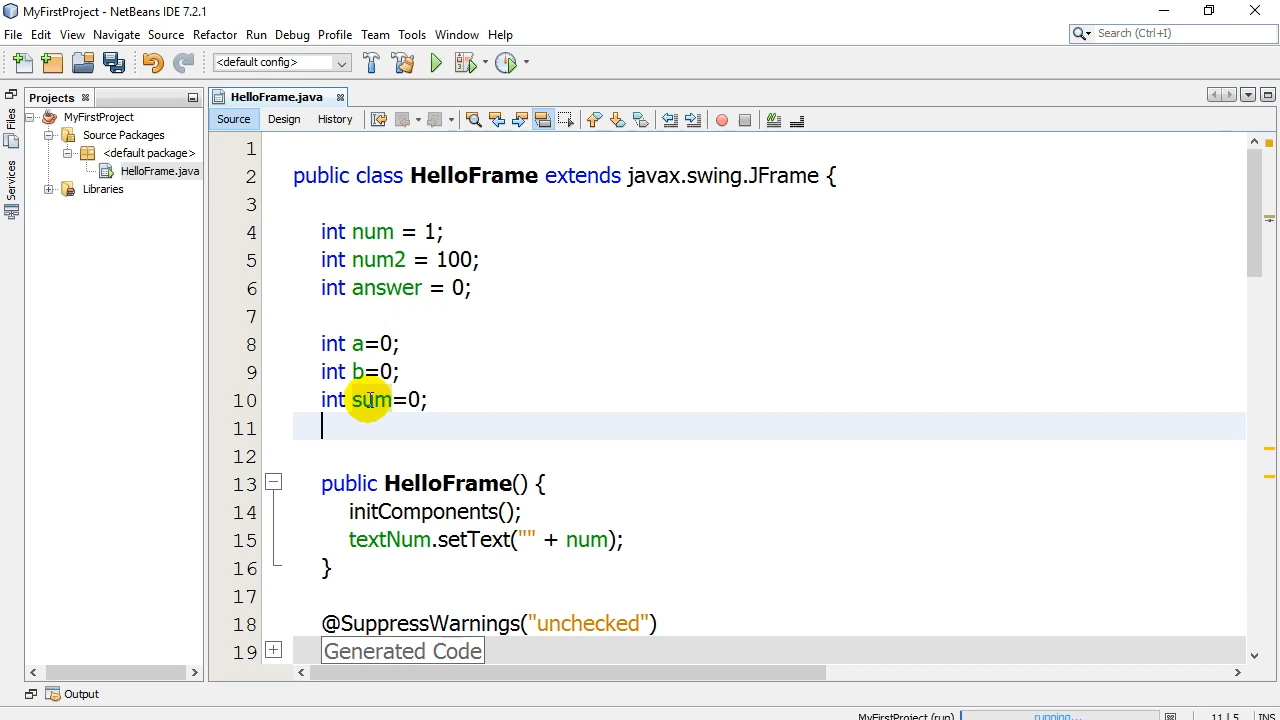 MyFirstProject - NetBeans IDE 7.2.1
File Edit View Navigate Source Refactor Run Debug Profile Team Tools Window Help
Search (Ctrl+I)
<default config>
Projects
HelloFrame.java
Files
Services
MyFirstProject
Source Packages
<default package>
HelloFrame.java
Libraries
Source Design History
1
2 public class HelloFrame extends javax.swing.JFrame {
3
4 int num = 1;
5 int num2 = 100;
6 int answer = 0;
7
8 int a=0;
9 int b=0;
10 int sum=0;
11
12
13 public HelloFrame() {
14 initComponents();
15 textNum.setText("" + num);
16 }
17
18 @SuppressWarnings("unchecked")
19 Generated Code
Output
MyFirstProject (run) running... 11 | 5 INS